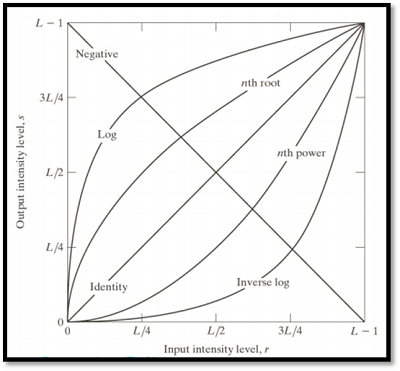 L − 1
Negative
nth root
3L/4
Log
nth power
L/2
L/4
Identity
Inverse log
0
0
L/4
L/2
3L/4
L − 1
Output intensity level, s
Input intensity level, r